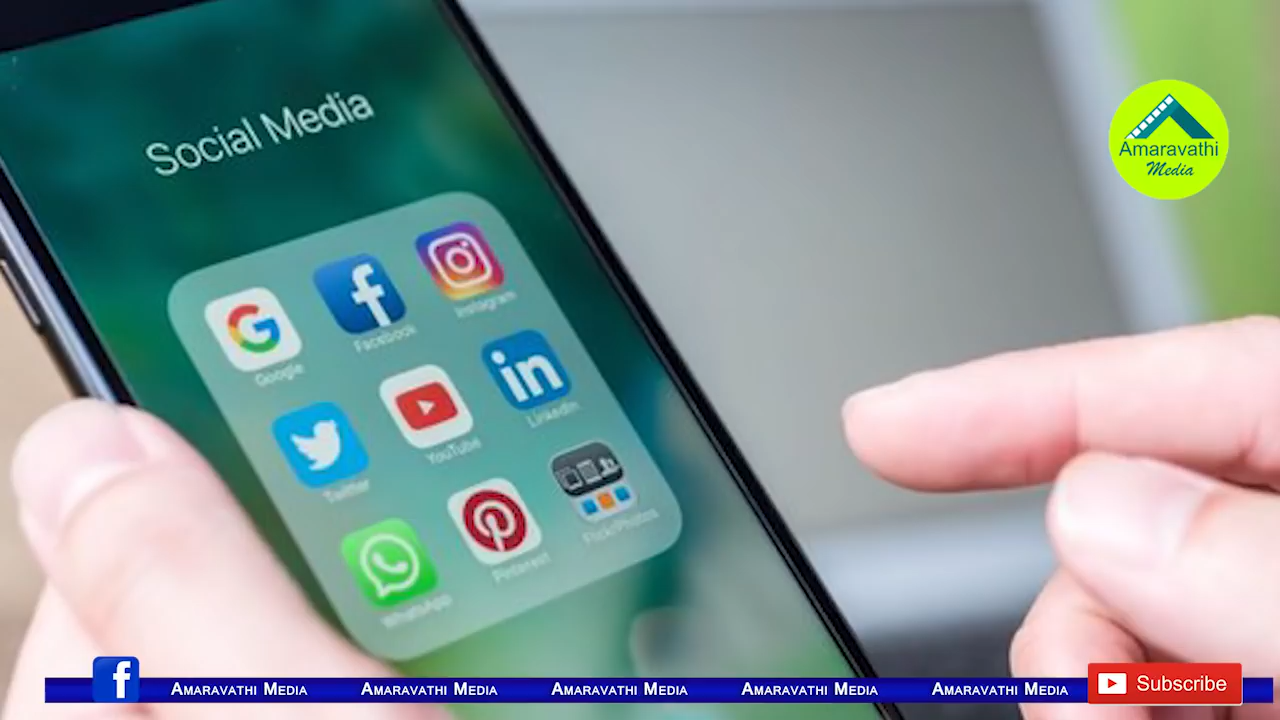 Social Media
Amaravathi
Media
Google
Facebook
Instagram
Twitter
YouTube
LinkedIn
WhatsApp
Pinterest
Amaravathi Media Amaravathi Media Amaravathi Media Amaravathi Media Amaravathi Media
Subscribe